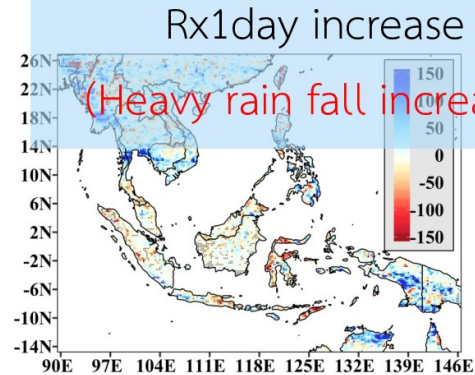 Rx1day increase
(Heavy rain fall increa
26N
22N
18N
14N
10N
6N
2N
-2N
-6N
-10N
-14N
90E 97E 104E 111E 118E 125E 132E 139E 146E
150
100
50
0
-50
-100
-150